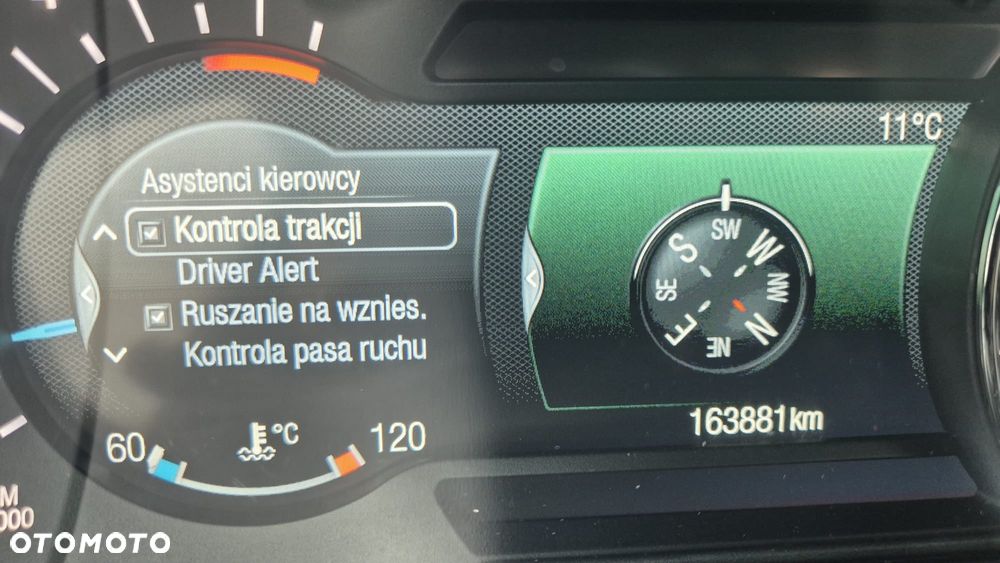 11°C
Asystenci kierowcy
Kontrola trakcji
Driver Alert
Ruszanie na wznies.
Kontrola pasa ruchu
SW
S
W
SE
NW
E
N
NE
163881km
60
°C
120
M
000
OTOMOTO